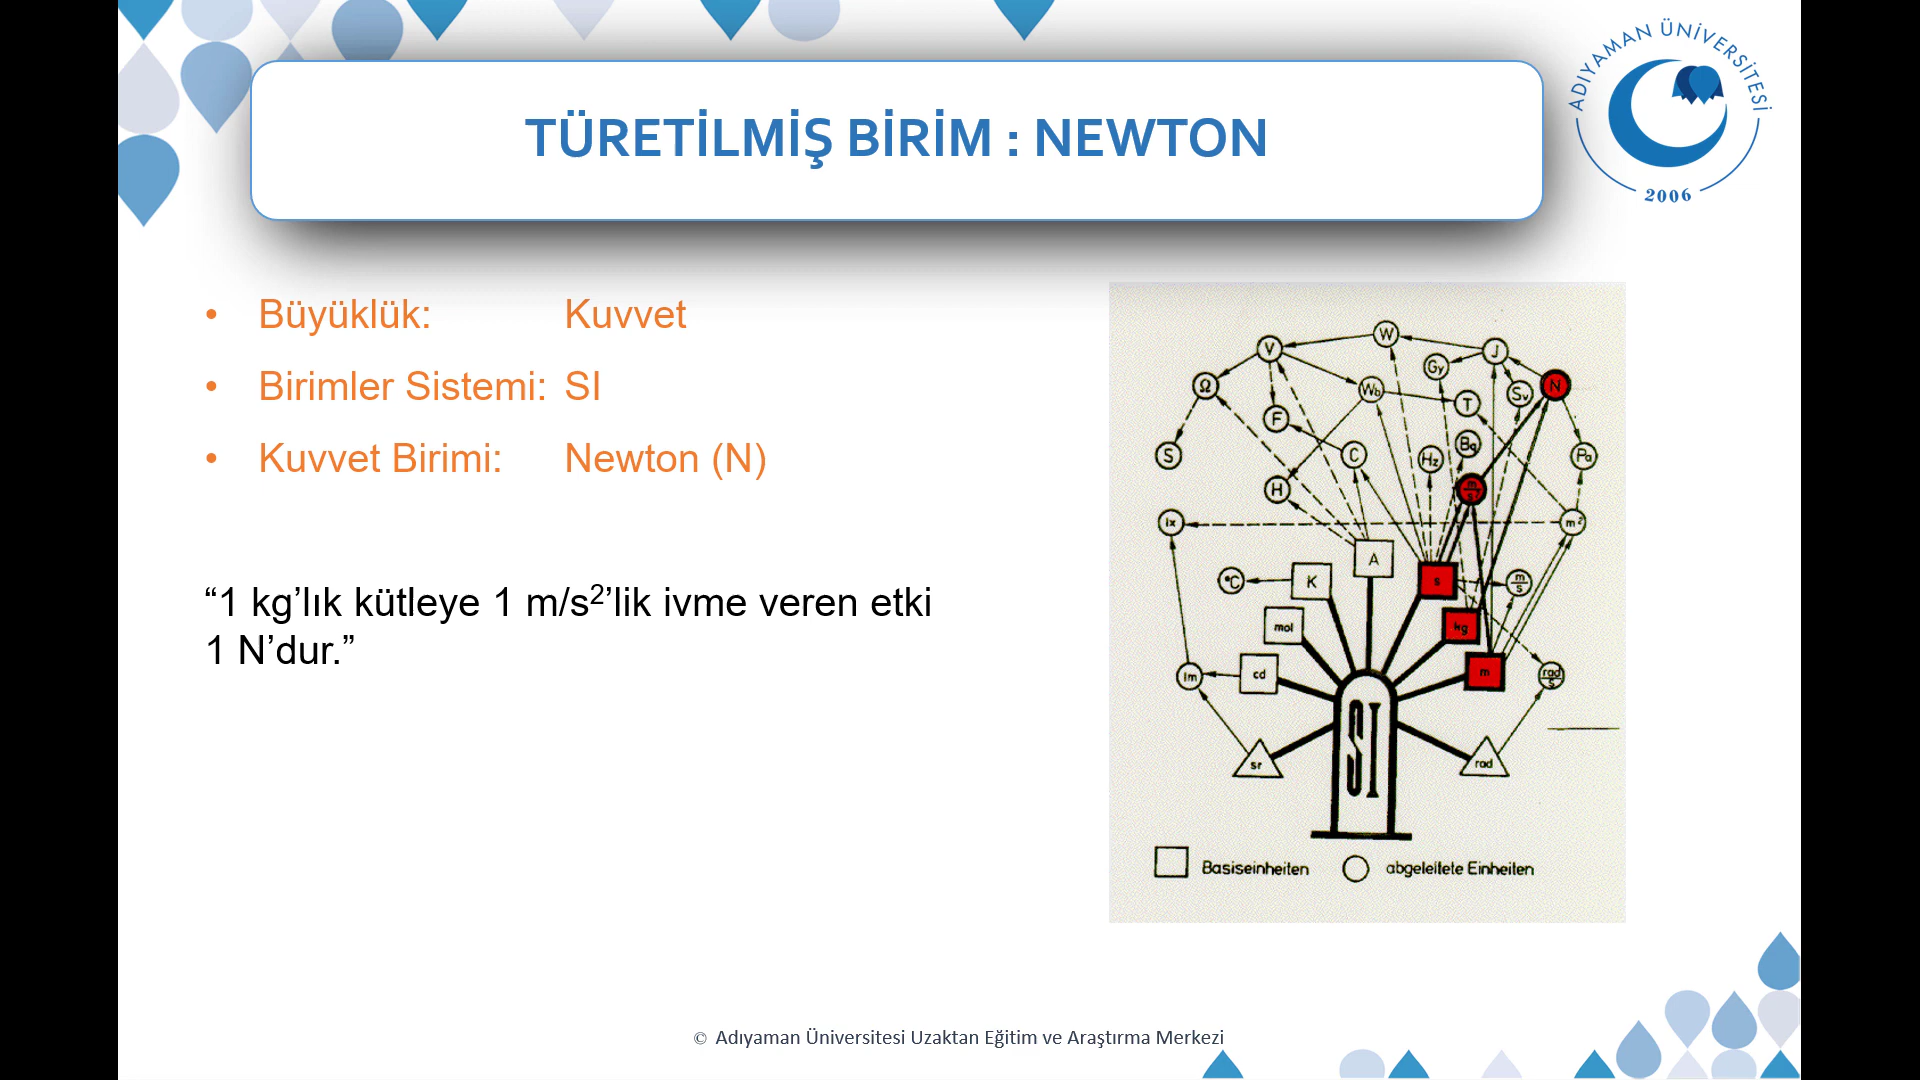 ADIYAMAN ÜNİVERSİTESİ
2006
TÜRETİLMİŞ BİRİM : NEWTON
• Büyüklük: Kuvvet
• Birimler Sistemi: SI
• Kuvvet Birimi: Newton (N)
“1 kg’lık kütleye 1 m/s²’lik ivme veren etki
1 N’dur.”
W
V
J
Gy
Ω
Wb
Sv
N
T
F
Bq
S
C
Hz
Pa
H
lx
m²
A
°C
K
s
m/s
mol
kg
lm
cd
m
rad/s
SI
sr
rad
Basiseinheiten
abgeleitete Einheiten
© Adıyaman Üniversitesi Uzaktan Eğitim ve Araştırma Merkezi